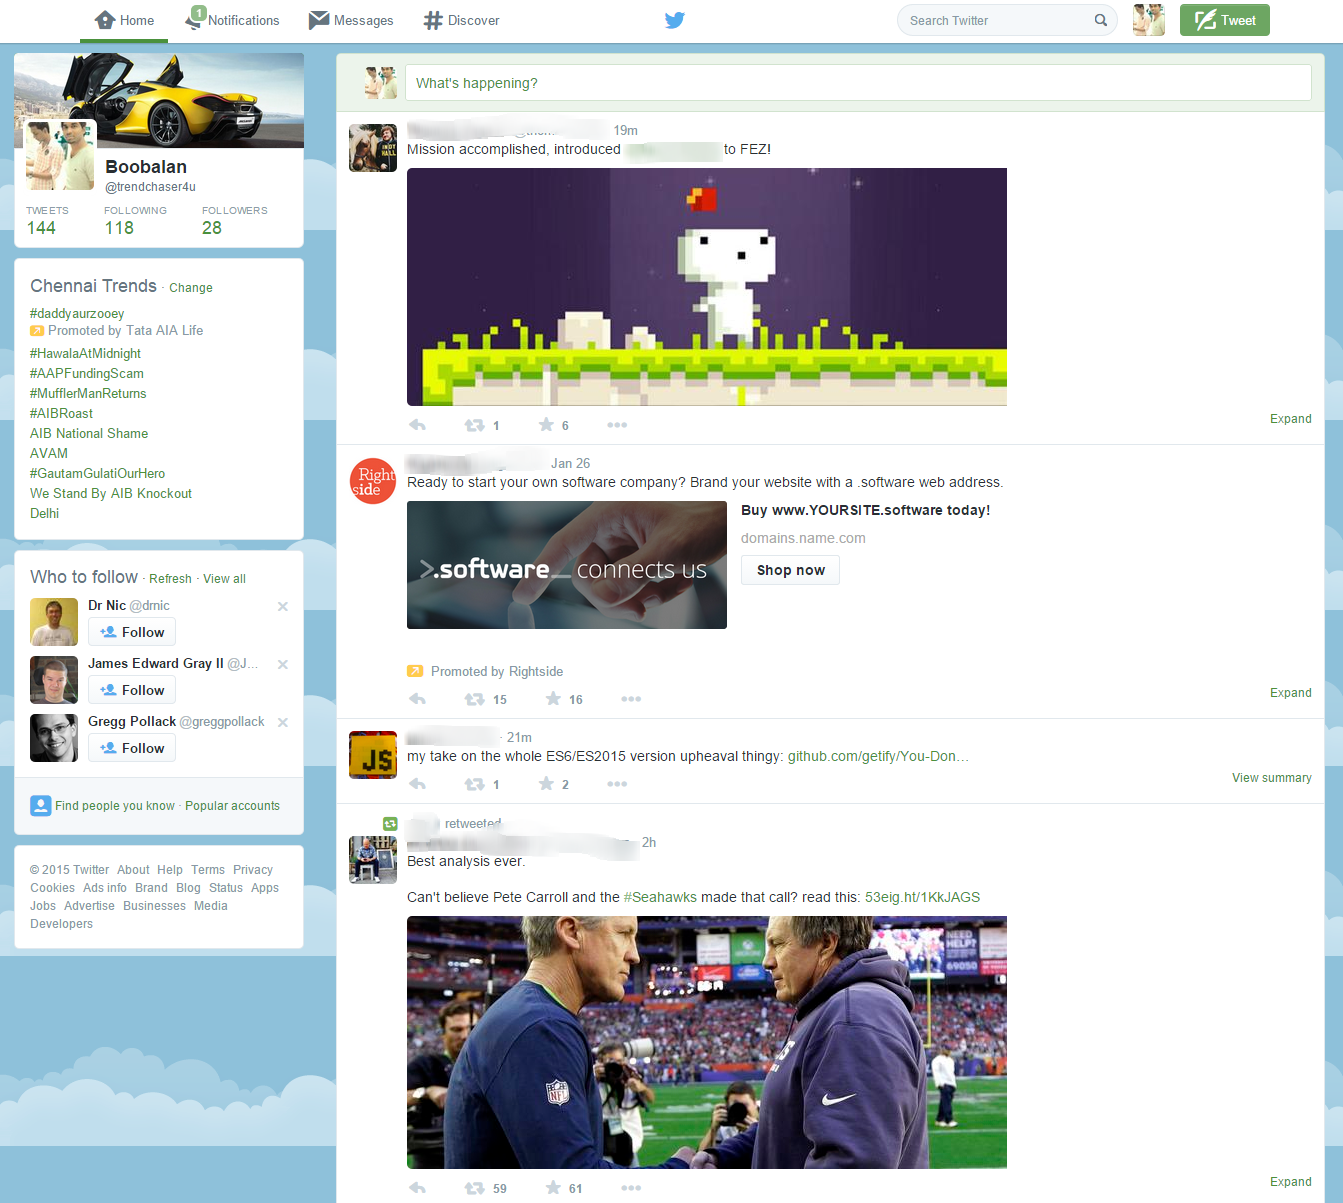 Home
1
Notifications
Messages
Discover
Search Twitter
Tweet
Boobalan
@trendchaser4u
TWEETS FOLLOWING FOLLOWERS
144 118 28
Chennai Trends · Change
#daddyaurzooey
Promoted by Tata AIA Life
#HawalaAtMidnight
#AAPFundingScam
#MufflerManReturns
#AIBRoast
AIB National Shame
AVAM
#GautamGulatiOurHero
We Stand By AIB Knockout
Delhi
Who to follow · Refresh · View all
Dr Nic @drnic
Follow
James Edward Gray II @J...
Follow
Gregg Pollack @greggpollack
Follow
Find people you know · Popular accounts
© 2015 Twitter About Help Terms Privacy
Cookies Ads info Brand Blog Status Apps
Jobs Advertise Businesses Media
Developers
What's happening?
19m
Mission accomplished, introduced to FEZ!
1 6
Expand
Right
side
Jan 26
Ready to start your own software company? Brand your website with a .software web address.
>.software_ connects us
Buy www.YOURSITE.software today!
domains.name.com
Shop now
Promoted by Rightside
15 16
Expand
JS
21m
my take on the whole ES6/ES2015 version upheaval thingy: github.com/getify/You-Don...
1 2
View summary
retweeted
2h
Best analysis ever.
Can't believe Pete Carroll and the #Seahawks made that call? read this: 53eig.ht/1KkJAGS
NEED
HELP?
69050
NFL
59 61
Expand